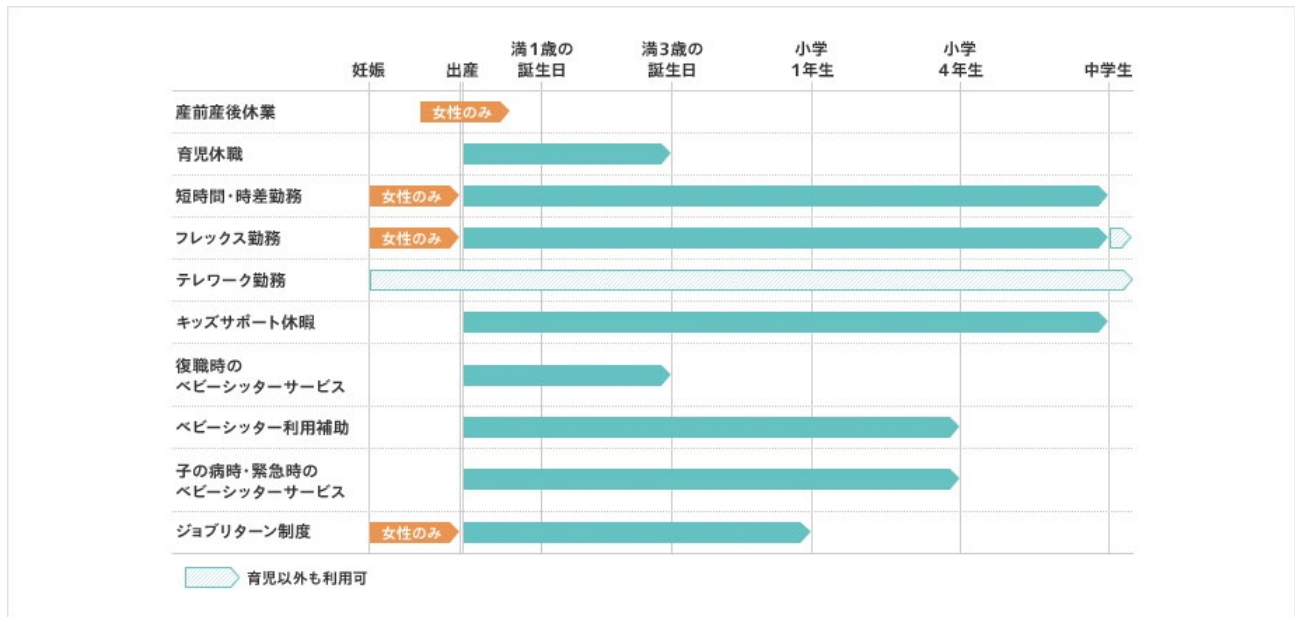 妊娠
出産
満1歳の
誕生日
満3歳の
誕生日
小学
1年生
小学
4年生
中学生
産前産後休業
女性のみ
育児休職
短時間・時差勤務
女性のみ
フレックス勤務
女性のみ
テレワーク勤務
キッズサポート休暇
復職時の
ベビーシッターサービス
ベビーシッター利用補助
子の病時・緊急時の
ベビーシッターサービス
ジョブリターン制度
女性のみ
育児以外も利用可